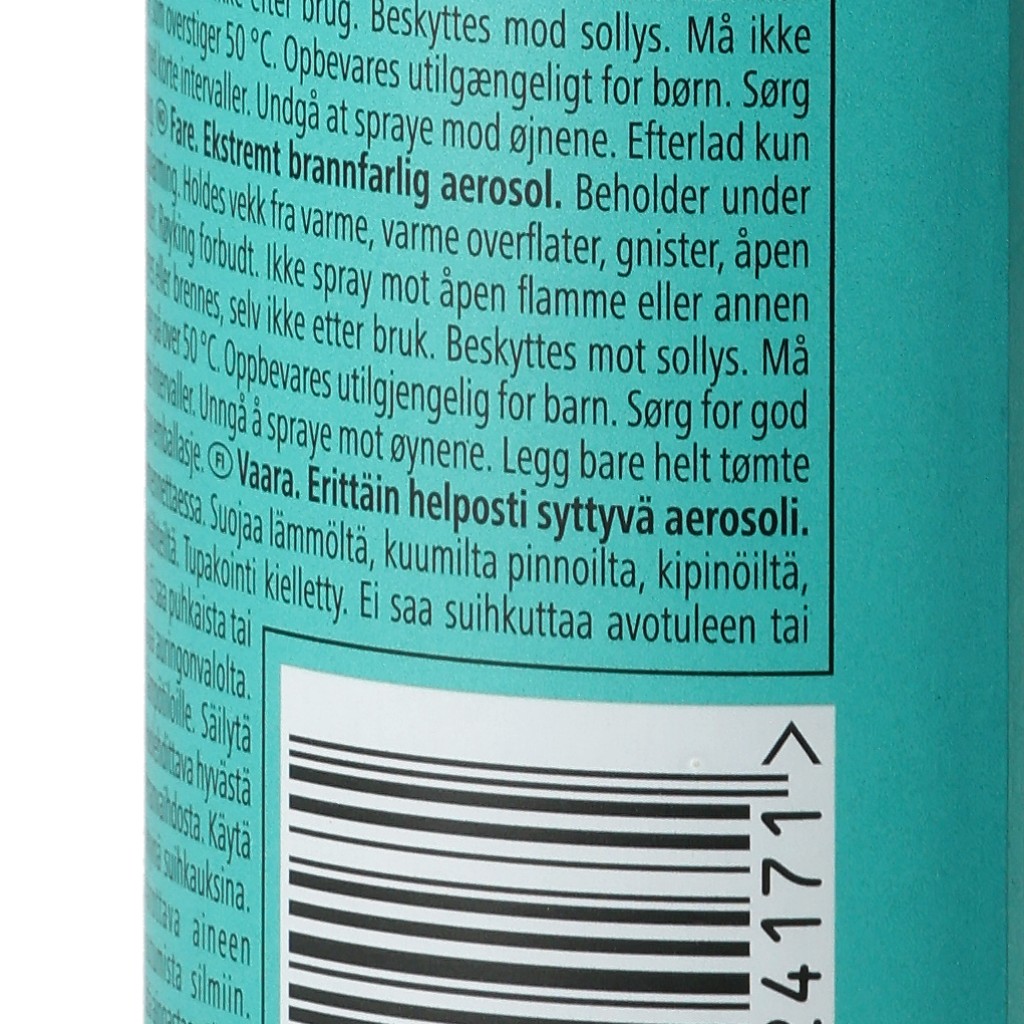 brug. Beskyttes mod sollys. Må ikke
overstiger 50 °C. Opbevares utilgængeligt for børn. Sørg
korte intervaller. Undgå at spraye mod øjnene. Efterlad kun
Fare. Ekstremt brannfarlig aerosol. Beholder under
Holdes vekk fra varme, varme overflater, gnister, åpen
Røyking forbudt. Ikke spray mot åpen flamme eller annen
eller brennes, selv ikke etter bruk. Beskyttes mot sollys. Må
over 50 °C. Oppbevares utilgjengelig for barn. Sørg for god
intervaller. Unngå å spraye mot øynene. Legg bare helt tømte
emballasje. FI Vaara. Erittäin helposti syttyvä aerosoli.
Suojaa lämmöltä, kuumilta pinnoilta, kipinöiltä,
Tupakointi kielletty. Ei saa suihkuttaa avotuleen tai
saa puhkaista tai
auringonvalolta.
Säilytä
hyvästä
Käytä
suihkauksina.
aineen
silmiin.
4171>